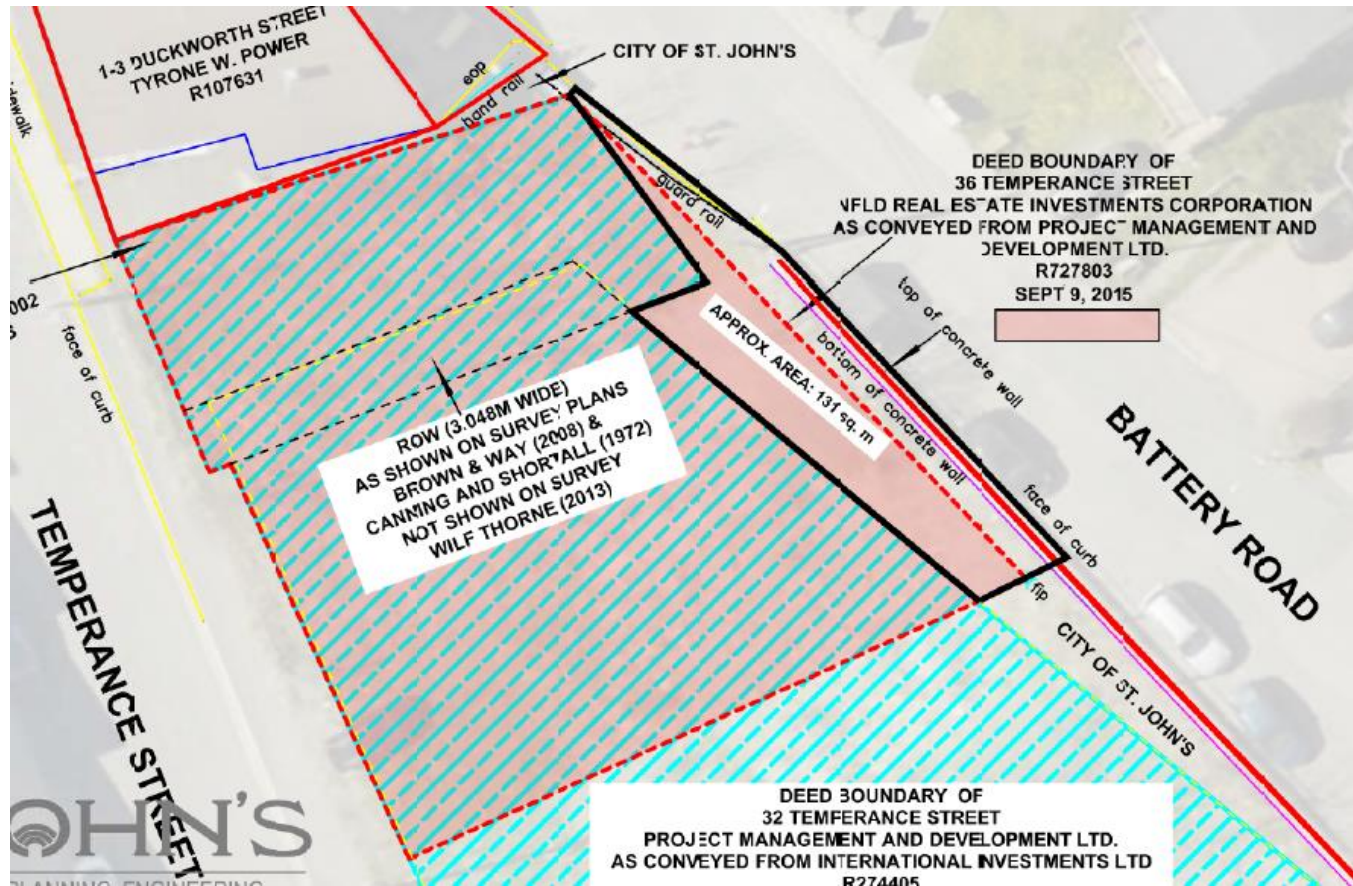 1-3 DUCKWORTH STREET
TYRONE W. POWER
R107631
eop
hand rail
CITY OF ST. JOHN'S
guard rail
DEED BOUNDARY OF
36 TEMPERANCE STREET
NFLD REAL ESTATE INVESTMENTS CORPORATION
AS CONVEYED FROM PROJECT MANAGEMENT AND
DEVELOPMENT LTD.
R727803
SEPT 9, 2015
002
face of curb
top of concrete wall
APPROX. AREA: 131 sq. m
bottom of concrete wall
ROW (3.048M WIDE)
AS SHOWN ON SURVEY PLANS
BROWN & WAY (2008) &
CANNING AND SHORTALL (1972)
NOT SHOWN ON SURVEY
WILF THORNE (2013)
BATTERY ROAD
face of curb
fip
CITY OF ST. JOHN'S
TEMPERANCE STREET
DEED BOUNDARY OF
32 TEMFERANCE STREET
PROJECT MANAGEMENT AND DEVELOPMENT LTD.
AS CONVEYED FROM INTERNATIONAL INVESTMENTS LTD
R274405
OHN'S